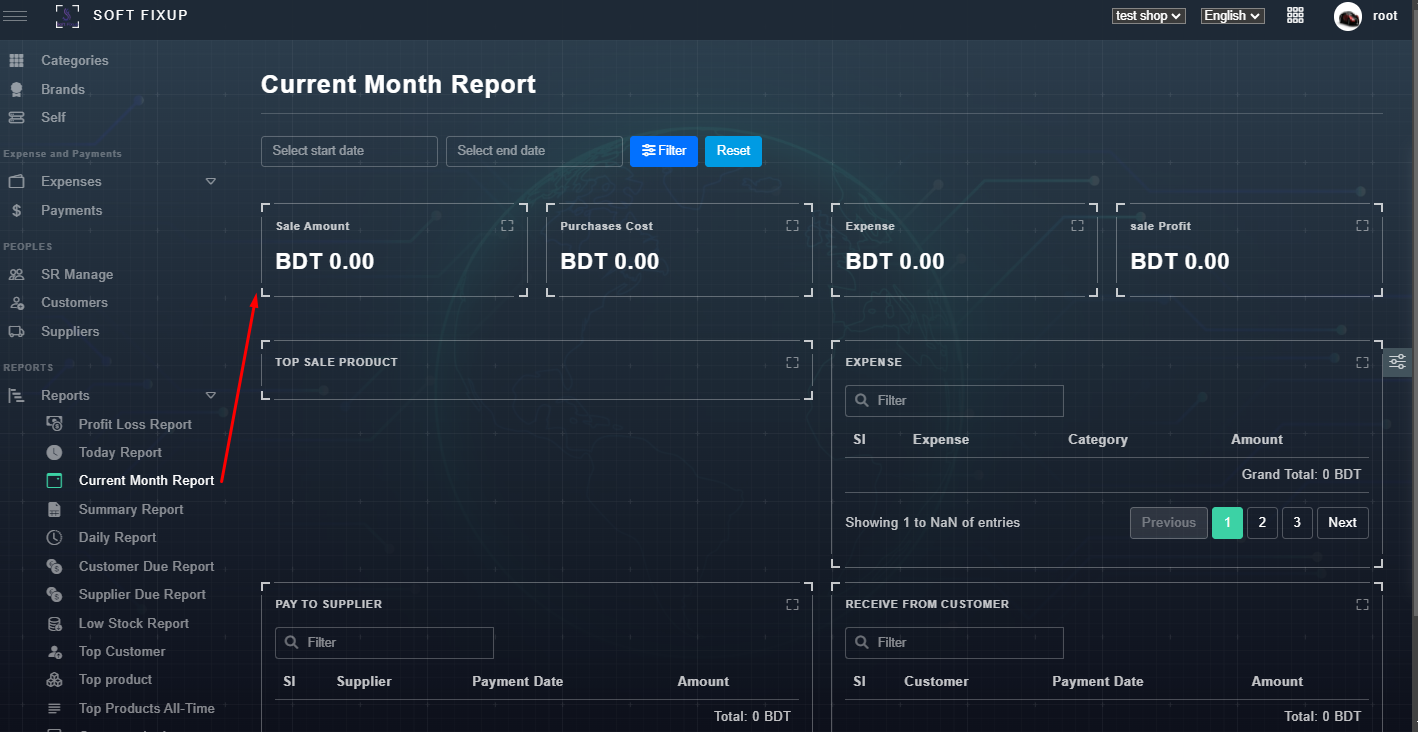 SOFT FIXUP
test shop
English
root
Categories
Brands
Self
Expense and Payments
Expenses
Payments
PEOPLES
SR Manage
Customers
Suppliers
REPORTS
Reports
Profit Loss Report
Today Report
Current Month Report
Summary Report
Daily Report
Customer Due Report
Supplier Due Report
Low Stock Report
Top Customer
Top product
Top Products All-Time
Current Month Report
Select start date
Select end date
Filter
Reset
Sale Amount
BDT 0.00
Purchases Cost
BDT 0.00
Expense
BDT 0.00
sale Profit
BDT 0.00
TOP SALE PRODUCT
EXPENSE
Filter
SI Expense Category Amount
Grand Total: 0 BDT
Showing 1 to NaN of entries
Previous 1 2 3 Next
PAY TO SUPPLIER
Filter
SI Supplier Payment Date Amount
Total: 0 BDT
RECEIVE FROM CUSTOMER
Filter
SI Customer Payment Date Amount
Total: 0 BDT